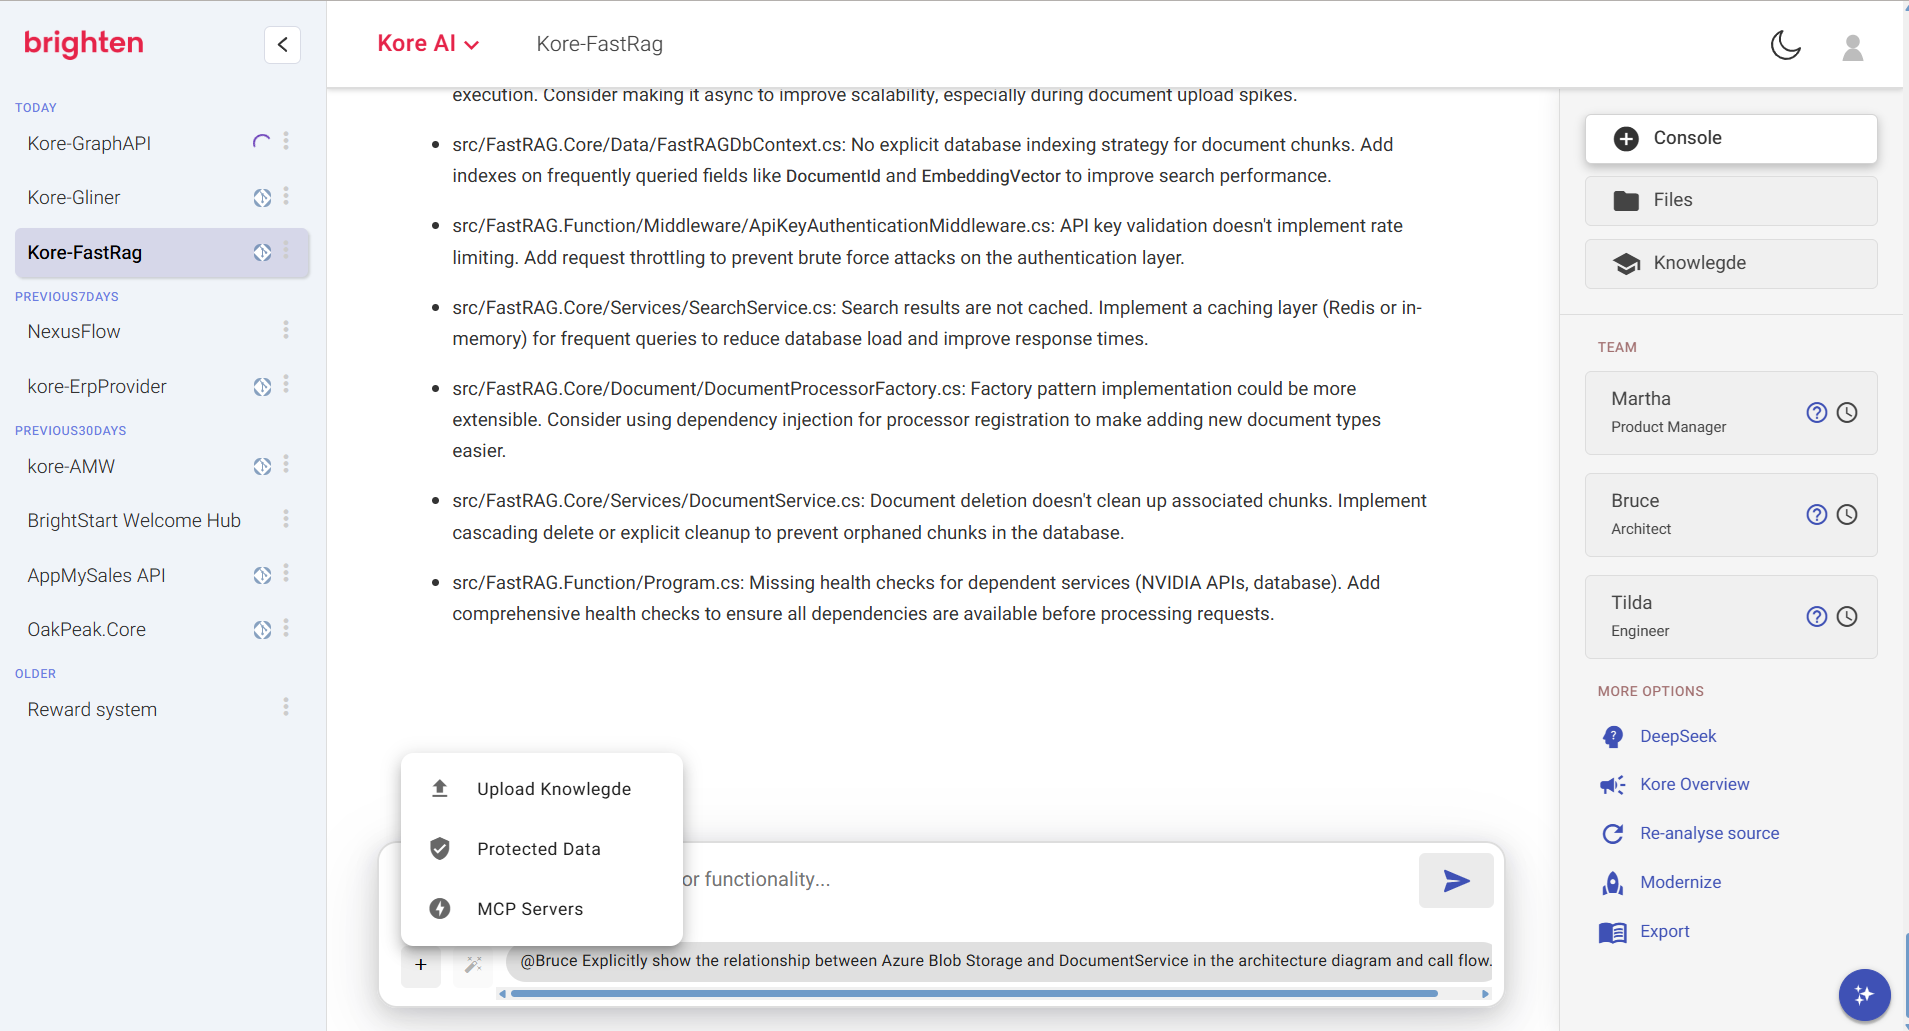 brighten
TODAY
Kore-GraphAPI
Kore-Gliner
Kore-FastRag
PREVIOUS7DAYS
NexusFlow
kore-ErpProvider
PREVIOUS30DAYS
kore-AMW
BrightStart Welcome Hub
AppMySales API
OakPeak.Core
OLDER
Reward system
Kore AI
Kore-FastRag
execution. Consider making it async to improve scalability, especially during document upload spikes.
src/FastRAG.Core/Data/FastRAGDbContext.cs: No explicit database indexing strategy for document chunks. Add
indexes on frequently queried fields like DocumentId and EmbeddingVector to improve search performance.
src/FastRAG.Function/Middleware/ApiKeyAuthenticationMiddleware.cs: API key validation doesn't implement rate
limiting. Add request throttling to prevent brute force attacks on the authentication layer.
src/FastRAG.Core/Services/SearchService.cs: Search results are not cached. Implement a caching layer (Redis or in-
memory) for frequent queries to reduce database load and improve response times.
src/FastRAG.Core/Document/DocumentProcessorFactory.cs: Factory pattern implementation could be more
extensible. Consider using dependency injection for processor registration to make adding new document types
easier.
src/FastRAG.Core/Services/DocumentService.cs: Document deletion doesn't clean up associated chunks. Implement
cascading delete or explicit cleanup to prevent orphaned chunks in the database.
src/FastRAG.Function/Program.cs: Missing health checks for dependent services (NVIDIA APIs, database). Add
comprehensive health checks to ensure all dependencies are available before processing requests.
Upload Knowlegde
Protected Data
MCP Servers
or functionality...
+
@Bruce Explicitly show the relationship between Azure Blob Storage and DocumentService in the architecture diagram and call flow.
Console
Files
Knowlegde
TEAM
Martha
Product Manager
Bruce
Architect
Tilda
Engineer
MORE OPTIONS
DeepSeek
Kore Overview
Re-analyse source
Modernize
Export